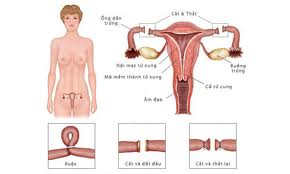 Ống dẫn
trứng
Cắt & Thắt
Nội mạc tử cung
Mê mềm thành tử cung
Buồng
trứng
Cổ tử cung
Âm đạo
Buộc
Cắt và đốt đầu
Cắt và thắt lại